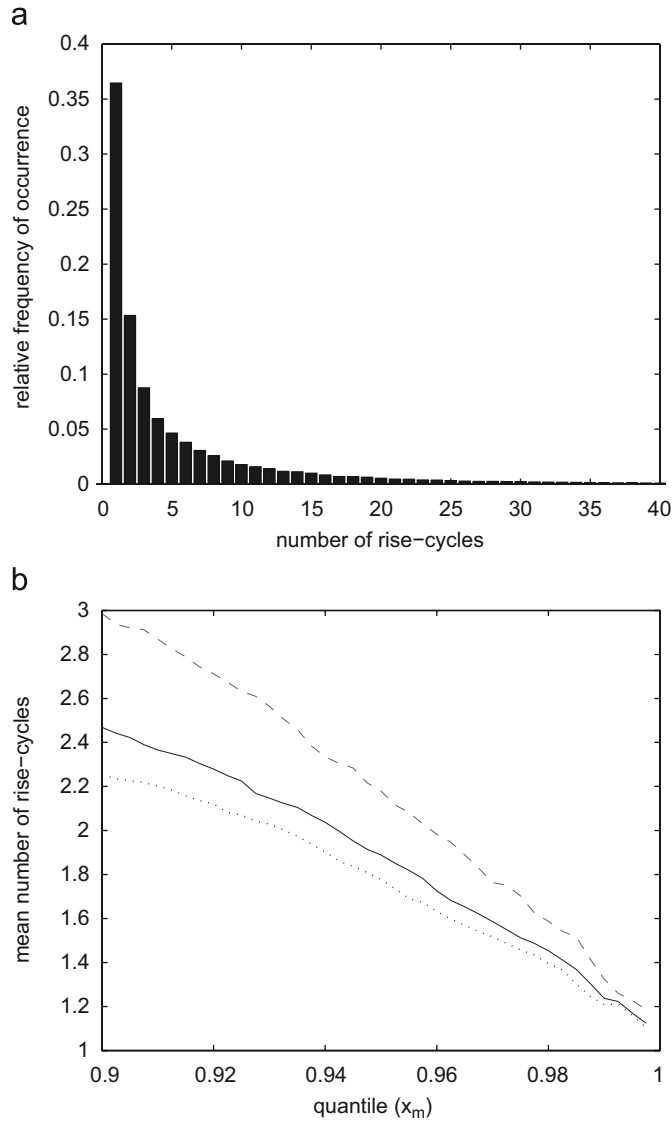 a
0.4
0.35
0.3
0.25
0.2
0.15
0.1
0.05
0
relative frequency of occurrence
0 5 10 15 20 25 30 35 40
number of rise−cycles
b
3
2.8
2.6
2.4
2.2
2
1.8
1.6
1.4
1.2
1
mean number of rise−cycles
0.9 0.92 0.94 0.96 0.98 1
quantile (xm)